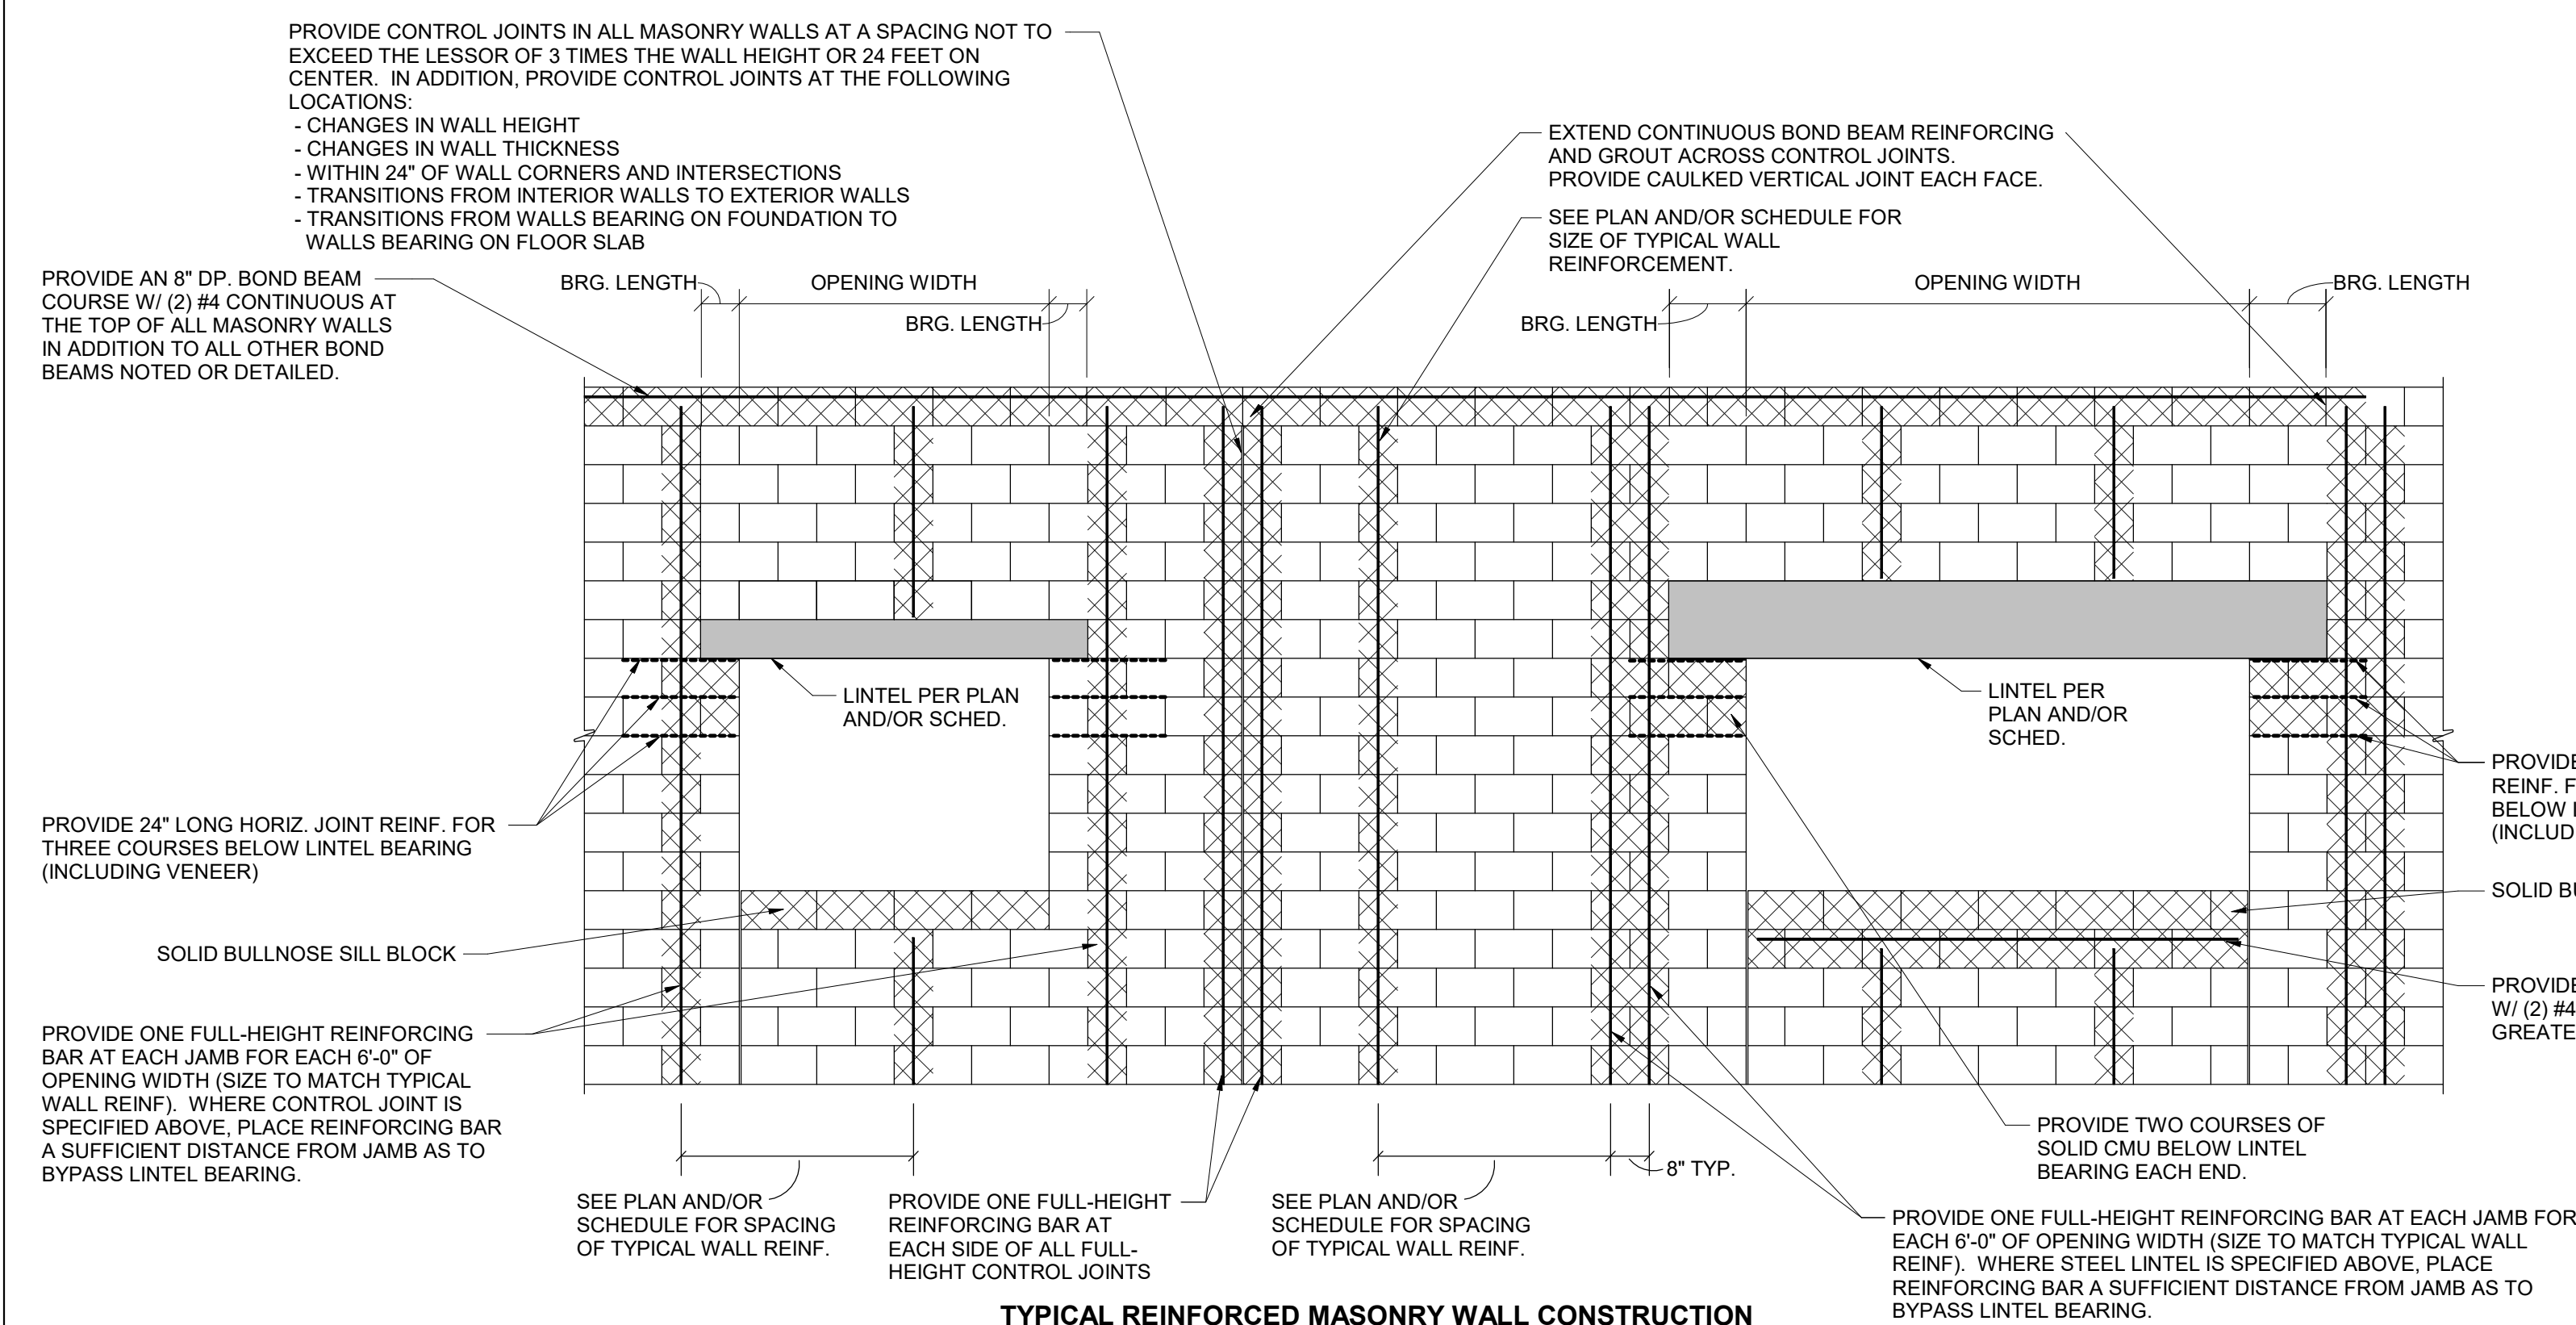 PROVIDE CONTROL JOINTS IN ALL MASONRY WALLS AT A SPACING NOT TO
EXCEED THE LESSOR OF 3 TIMES THE WALL HEIGHT OR 24 FEET ON
CENTER. IN ADDITION, PROVIDE CONTROL JOINTS AT THE FOLLOWING
LOCATIONS:
- CHANGES IN WALL HEIGHT
- CHANGES IN WALL THICKNESS
- WITHIN 24" OF WALL CORNERS AND INTERSECTIONS
- TRANSITIONS FROM INTERIOR WALLS TO EXTERIOR WALLS
- TRANSITIONS FROM WALLS BEARING ON FOUNDATION TO
WALLS BEARING ON FLOOR SLAB
EXTEND CONTINUOUS BOND BEAM REINFORCING
AND GROUT ACROSS CONTROL JOINTS.
PROVIDE CAULKED VERTICAL JOINT EACH FACE.
SEE PLAN AND/OR SCHEDULE FOR
SIZE OF TYPICAL WALL
REINFORCEMENT.
PROVIDE AN 8" DP. BOND BEAM
COURSE W/ (2) #4 CONTINUOUS AT
THE TOP OF ALL MASONRY WALLS
IN ADDITION TO ALL OTHER BOND
BEAMS NOTED OR DETAILED.
BRG. LENGTH
OPENING WIDTH
BRG. LENGTH
BRG. LENGTH
OPENING WIDTH
BRG. LENGTH
LINTEL PER PLAN
AND/OR SCHED.
LINTEL PER
PLAN AND/OR
SCHED.
PROVIDE 24" LONG HORIZ. JOINT REINF. FOR
THREE COURSES BELOW LINTEL BEARING
(INCLUDING VENEER)
SOLID BULLNOSE SILL BLOCK
PROVIDE ONE FULL-HEIGHT REINFORCING
BAR AT EACH JAMB FOR EACH 6'-0" OF
OPENING WIDTH (SIZE TO MATCH TYPICAL
WALL REINF). WHERE CONTROL JOINT IS
SPECIFIED ABOVE, PLACE REINFORCING BAR
A SUFFICIENT DISTANCE FROM JAMB AS TO
BYPASS LINTEL BEARING.
PROVIDE
REINF. F
BELOW
(INCLUD
SOLID BU
PROVIDE
W/ (2) #4
GREATE
SEE PLAN AND/OR
SCHEDULE FOR SPACING
OF TYPICAL WALL REINF.
PROVIDE ONE FULL-HEIGHT
REINFORCING BAR AT
EACH SIDE OF ALL FULL-
HEIGHT CONTROL JOINTS
SEE PLAN AND/OR
SCHEDULE FOR SPACING
OF TYPICAL WALL REINF.
8" TYP.
PROVIDE TWO COURSES OF
SOLID CMU BELOW LINTEL
BEARING EACH END.
PROVIDE ONE FULL-HEIGHT REINFORCING BAR AT EACH JAMB FOR
EACH 6'-0" OF OPENING WIDTH (SIZE TO MATCH TYPICAL WALL
REINF). WHERE STEEL LINTEL IS SPECIFIED ABOVE, PLACE
REINFORCING BAR A SUFFICIENT DISTANCE FROM JAMB AS TO
BYPASS LINTEL BEARING.
TYPICAL REINFORCED MASONRY WALL CONSTRUCTION